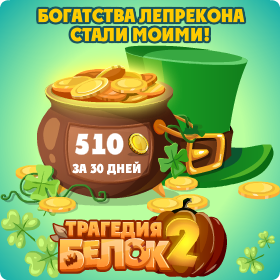 БОГАТСТВА ЛЕПРЕКОНА
СТАЛИ МОИМИ!
510
ЗА 30 ДНЕЙ
ТРАГЕДИЯ
БЕЛОК 2